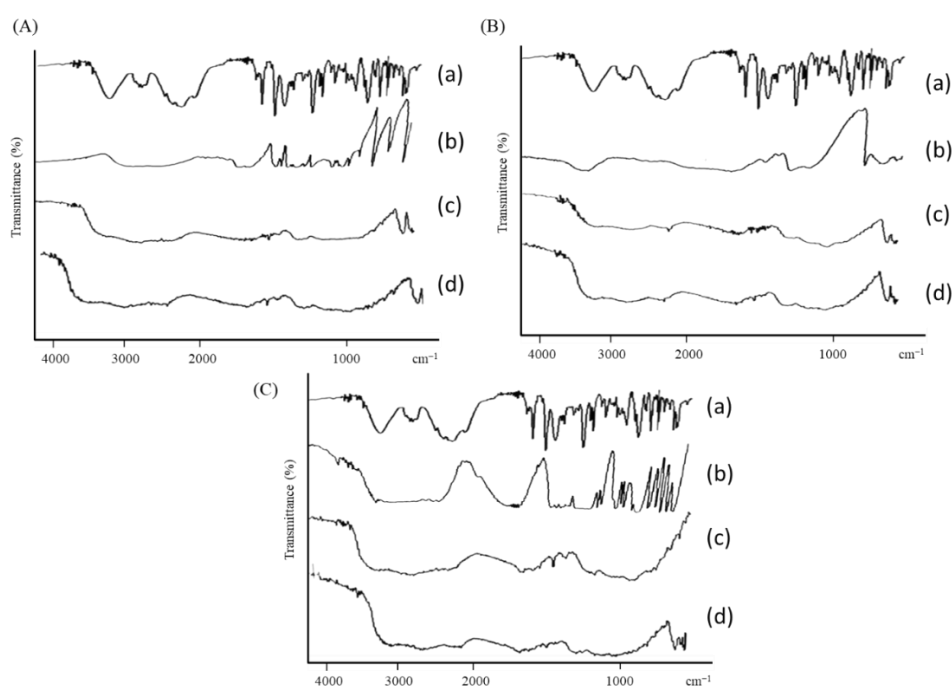 (A)
(a)
(b)
(c)
(d)
Transmittance (%)
4000 3000 2000 1000 cm⁻¹
(B)
(a)
(b)
(c)
(d)
Transmittance (%)
4000 3000 2000 1000 cm⁻¹
(C)
(a)
(b)
(c)
(d)
Transmittance (%)
4000 3000 2000 1000 cm⁻¹